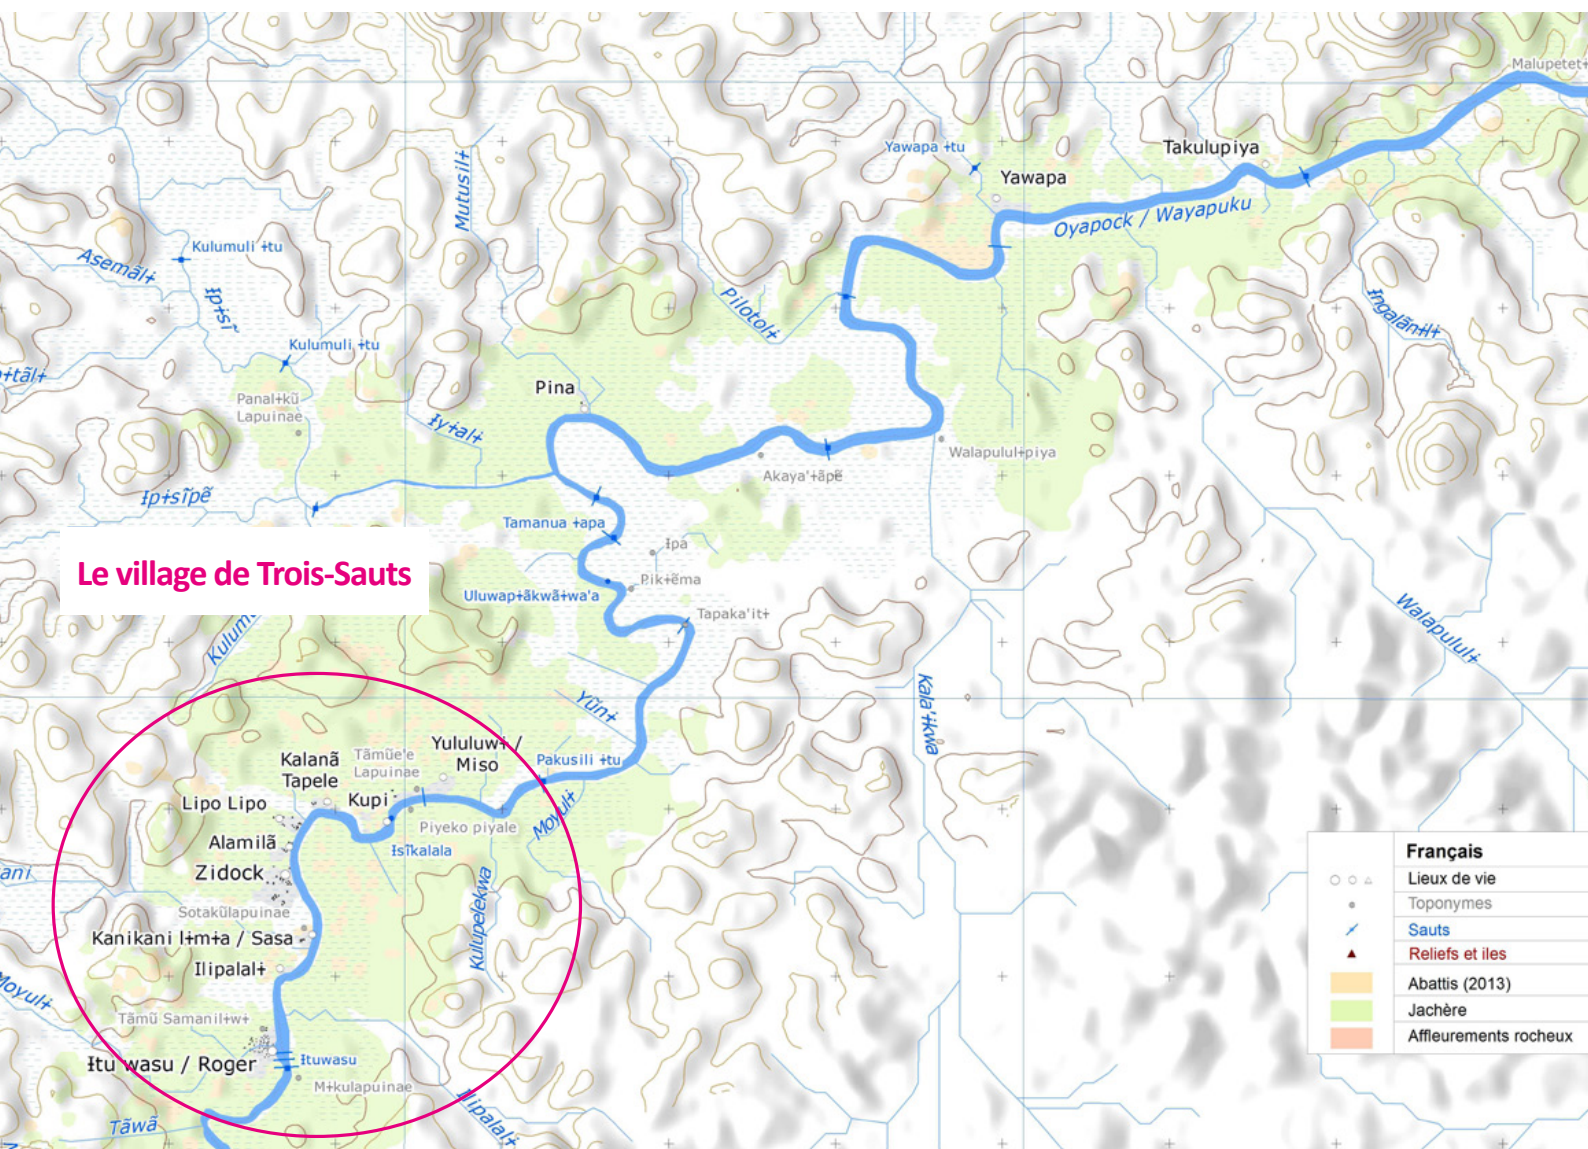 Malupetet
Yawapa ɨtu
Takulupiya
Yawapa
Oyapock / Wayapuku
Mutusilɨ
Kulumuli ɨtu
Asemãlɨ
Ɨpɨsĩ
Pilotolɨ
Ingalãnilɨ
Kulumuli ɨtu
Panalɨkũ
Lapuinae
Pina
Iyɨalɨ
Walapululɨpiya
Akaya'ɨãpẽ
Ɨpɨsĩpẽ
Tamanua ɨapa
Ɨpa
Le village de Trois-Sauts
Pikɨẽma
Uluwapɨãkwãɨwa'a
Tapaka'itɨ
Walapululɨ
Yũnɨ
Kala'ɨkwa
Kalanã
Tapele
Tãmũe'e
Lapuinae
Yululuwɨ /
Miso
Pakusili ɨtu
Lipo Lipo
Kupi
Piyeko piyale
Moyulɨ
Alamilã
Isĩkalala
Zidock
Kulupelekwa
Sotakũlapuinae
Kanikani lɨmɨa / Sasa
Ilipalalɨ
Moyulɨ
Tãmũ Samanilɨwɨ
Ɨtu wasu / Roger
Ɨtuwasu
Mɨkulapuinae
Ilipalalɨ
Tãwã
Français
Lieux de vie
Toponymes
Sauts
Reliefs et iles
Abattis (2013)
Jachère
Affleurements rocheux